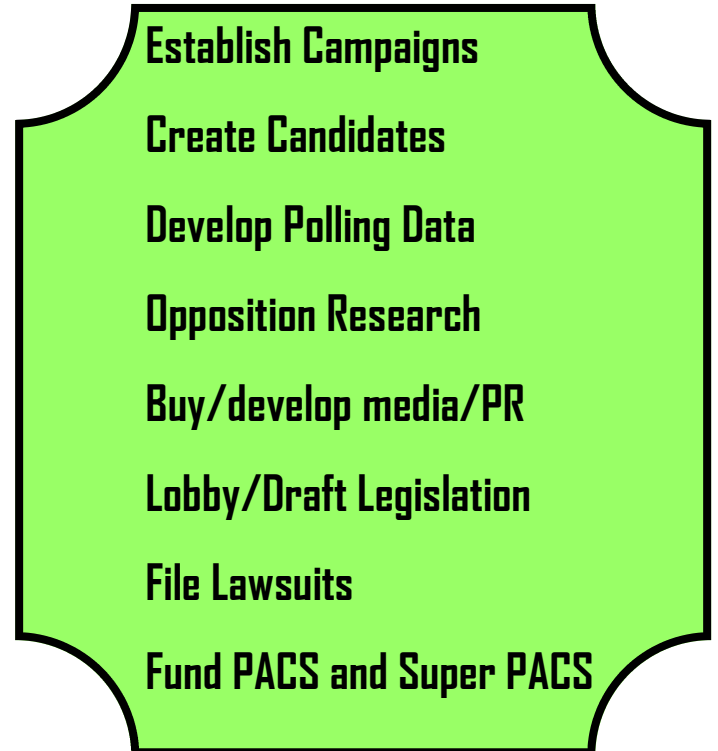 Establish Campaigns
Create Candidates
Develop Polling Data
Opposition Research
Buy/develop media/PR
Lobby/Draft Legislation
File Lawsuits
Fund PACS and Super PACS